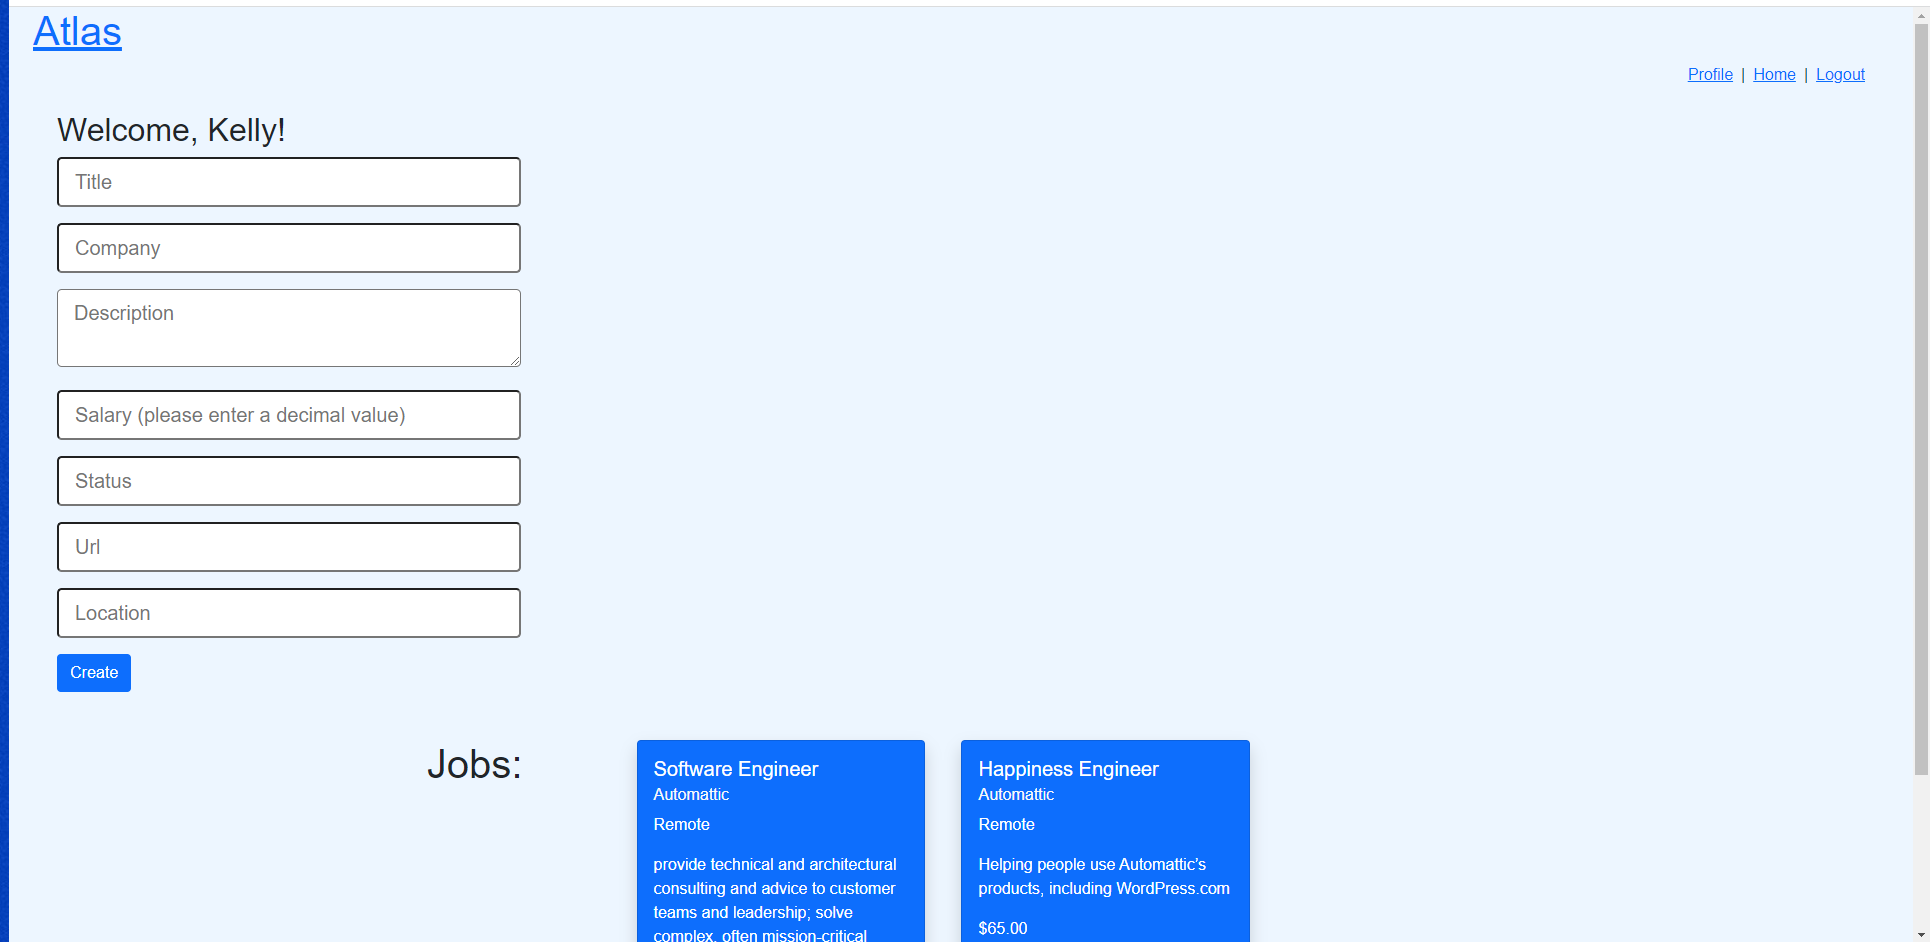 Atlas
Profile | Home | Logout
Welcome, Kelly!
Title
Company
Description
Salary (please enter a decimal value)
Status
Url
Location
Create
Jobs:
Software Engineer
Automattic
Remote
provide technical and architectural
consulting and advice to customer
teams and leadership; solve
complex, often mission-critical
Happiness Engineer
Automattic
Remote
Helping people use Automattic's
products, including WordPress.com
$65.00